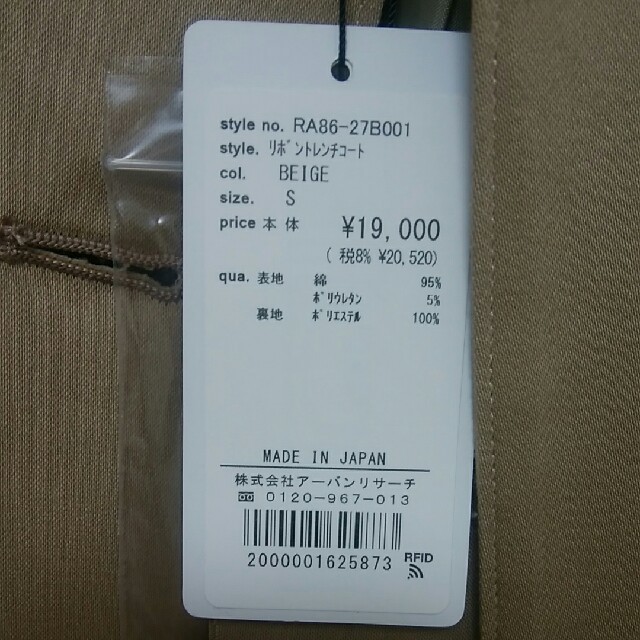 style no. RA86-27B001
style. ﾘﾎﾞﾝﾄﾚﾝﾁｺｰﾄ
col. BEIGE
size. S
price 本 体 ¥19,000
( 税8% ¥20,520)
qua. 表地 綿 95%
ﾎﾟﾘｳﾚﾀﾝ 5%
裏地 ﾎﾟﾘｴｽﾃﾙ 100%
MADE IN JAPAN
株式会社アーバンリサーチ
0120-967-013
2000001625873
RFID